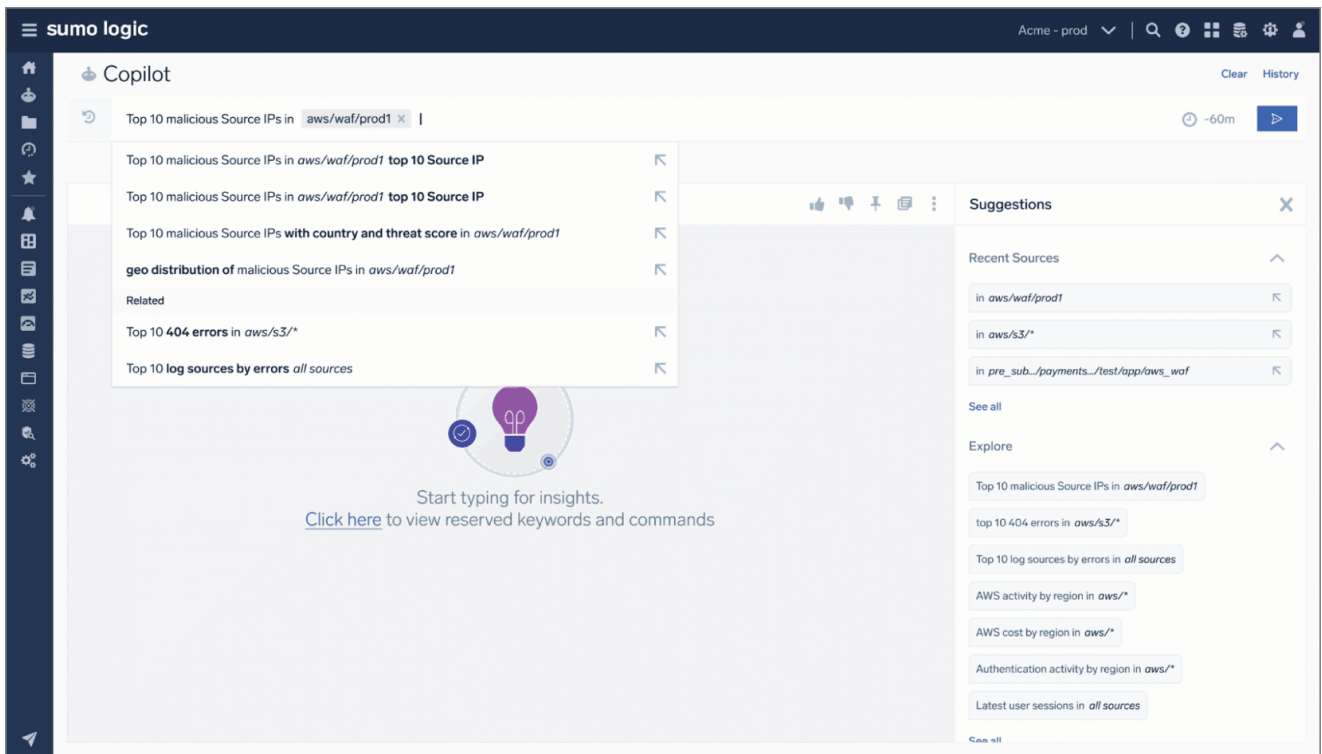 sumo logic
Acme - prod
Copilot
Clear
History
Top 10 malicious Source IPs in aws/waf/prod1
-60m
Top 10 malicious Source IPs in aws/waf/prod1 top 10 Source IP
Top 10 malicious Source IPs in aws/waf/prod1 top 10 Source IP
Top 10 malicious Source IPs with country and threat score in aws/waf/prod1
geo distribution of malicious Source IPs in aws/waf/prod1
Related
Top 10 404 errors in aws/s3/*
Top 10 log sources by errors all sources
Start typing for insights.
Click here to view reserved keywords and commands
Suggestions
Recent Sources
in aws/waf/prod1
in aws/s3/*
in pre_sub.../payments.../test/app/aws_waf
See all
Explore
Top 10 malicious Source IPs in aws/waf/prod1
top 10 404 errors in aws/s3/*
Top 10 log sources by errors in all sources
AWS activity by region in aws/*
AWS cost by region in aws/*
Authentication activity by region in aws/*
Latest user sessions in all sources
See all